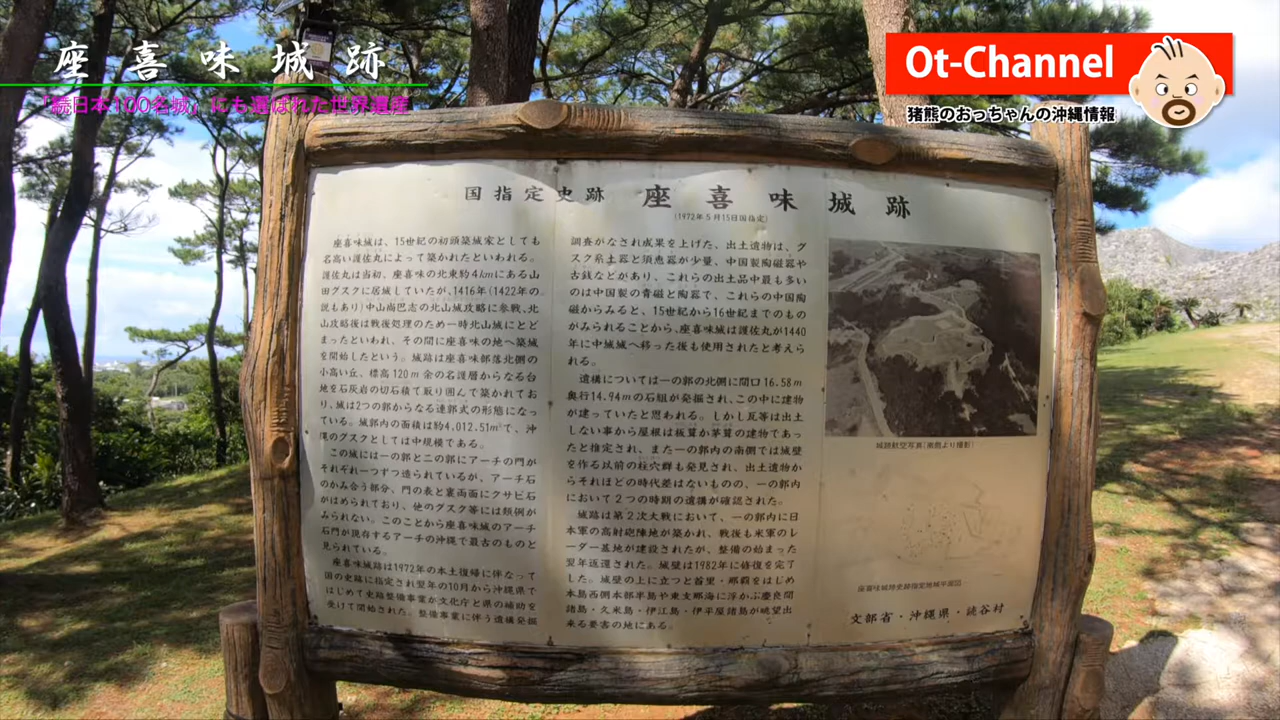 座喜味城跡
「続日本100名城」にも選ばれた世界遺産
Ot-Channel
猪熊のおっちゃんの沖縄情報
国指定史跡 座喜味城跡
(1972年5月15日国指定)
座喜味城は、15世紀の初頭築城家としても
名高い護佐丸によって築かれたといわれる。
護佐丸は当初、座喜味の北東約4kmにある山
田グスクに居城していたが、1416年(1422年の
説もあり)中山尚巴志の北山城攻略に参戦、北
山攻略後は戦後処理のため一時北山城にとど
まったといわれ、その間に座喜味の地へ築城
を開始したという。城跡は座喜味部落北側の
小高い丘、標高120m余の名護層からなる台
地を石灰岩の切石積で取り囲んで築かれてお
り、城は2つの郭からなる連郭式の形態になっ
ている。城郭内の面積は約4,012.51m²で、沖
縄のグスクとしては中規模である。
この城には一の郭と二の郭にアーチの門が
それぞれ一つずつ造られているが、アーチ石
のかみ合う部分、門の表と裏両面にクサビ石
がはめられており、他のグスク等には類例が
みられない。このことから座喜味城のアーチ
石門が現存するアーチの沖縄で最古のものと
見られている。
座喜味城跡は1972年の本土復帰に伴なって
国の史跡に指定され翌年の10月から沖縄県で
はじめて史跡整備事業が文化庁と県の補助を
受けて開始された。整備事業に伴う遺構発掘
調査がなされ成果を上げた。出土遺物は、グ
スク系土器と須恵器が少量、中国製陶磁器や
古銭などがあり、これらの出土品中最も多い
のは中国製の青磁と陶器で、これらの中国陶
磁からみると、15世紀から16世紀までのもの
がみられることから、座喜味城は護佐丸が1440
年に中城城へ移った後も使用されたと考えら
れる。
遺構については一の郭の北側に間口16.58m
奥行14.94mの石組が発掘され、この中に建物
が建っていたと思われる。しかし瓦等は出土
しない事から屋根は板葺か茅葺の建物であっ
たと推定され、また一の郭内の南側では城壁
を作る以前の柱穴群も発見され、出土遺物か
らそれほどの時代差はないものの、一の郭内
において2つの時期の遺構が確認された。
城跡は第2次大戦において、一の郭内に日
本軍の高射砲陣地が築かれ、戦後も米軍のレ
ーダー基地が建設されたが、整備の始まった
翌年返還された。城壁は1982年に修復を完了
した。城壁の上に立つと首里・那覇をはじめ
本島西側本部半島や東支那海に浮かぶ慶良間
諸島・久米島・伊江島・伊平屋諸島が眺望出
来る要害の地にある。
城跡航空写真(南側より撮影)
座喜味城跡史跡指定地域平面図
文部省・沖縄県・読谷村